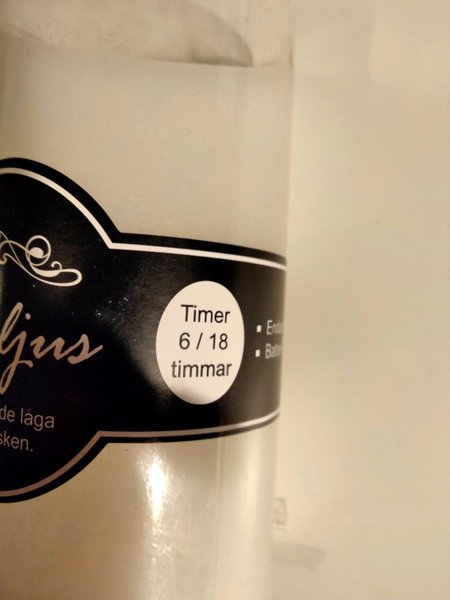 ljus
de låga
sken.
Timer
6 / 18
timmar